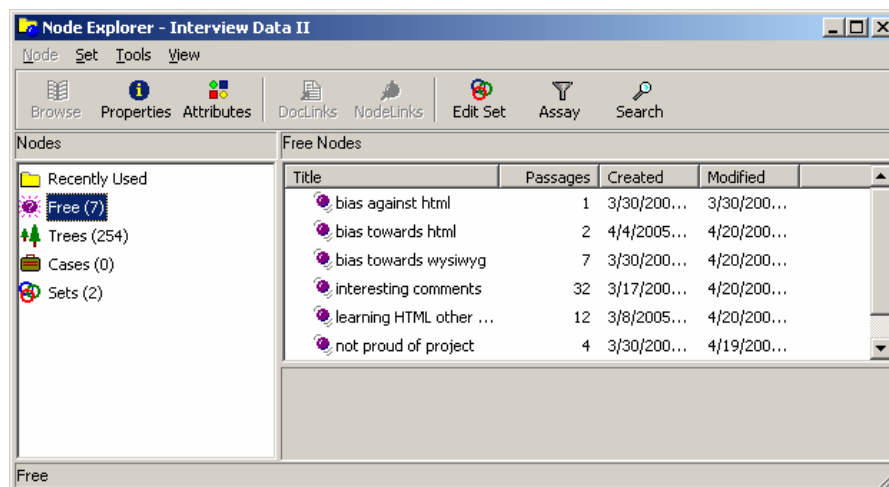 Node Explorer - Interview Data II
Node Set Tools View
Browse Properties Attributes DocLinks NodeLinks Edit Set Assay Search
Nodes Free Nodes
Recently Used
Free (7)
Trees (254)
Cases (0)
Sets (2)
Title Passages Created Modified
bias against html 1 3/30/200... 3/30/200...
bias towards html 2 4/4/2005... 4/20/200...
bias towards wysiwyg 7 3/30/200... 4/20/200...
interesting comments 32 3/17/200... 4/20/200...
learning HTML other ... 12 3/8/2005... 4/20/200...
not proud of project 4 3/30/200... 4/19/200...
Free